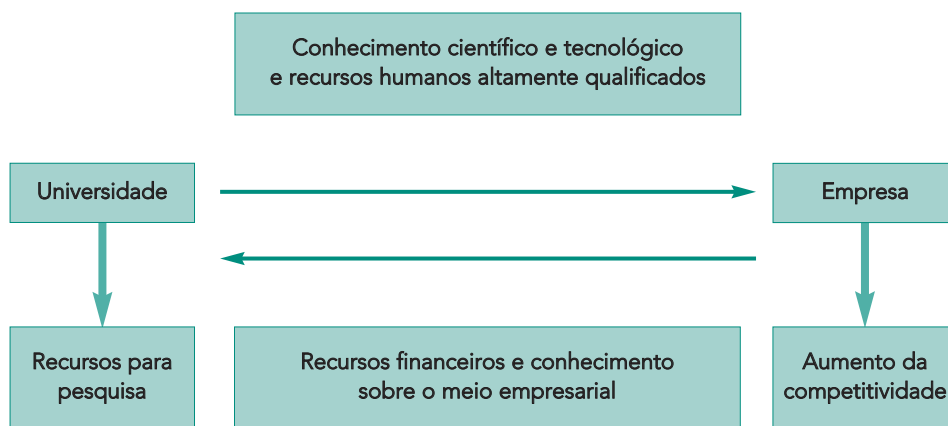 Conhecimento científico e tecnológico
e recursos humanos altamente qualificados
Universidade
Empresa
Recursos para
pesquisa
Recursos financeiros e conhecimento
sobre o meio empresarial
Aumento da
competitividade